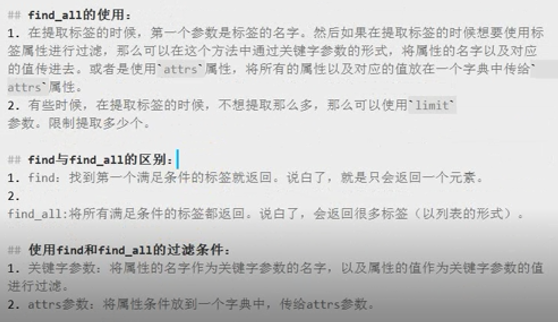 ## find_all的使用：
1. 在提取标签的时候，第一个参数是标签的名字。然后如果在提取标签的时候想要使用标
签属性进行过滤，那么可以在这个方法中通过关键字参数的形式，将属性的名字以及对应
的值传进去。或者是使用`attrs`属性，将所有的属性以及对应的值放在一个字典中传给`
attrs`属性。
2. 有些时候，在提取标签的时候，不想提取那么多，那么可以使用`limit`
参数。限制提取多少个。
## find与find_all的区别：
1. find：找到第一个满足条件的标签就返回。说白了，就是只会返回一个元素。
2.
find_all:将所有满足条件的标签都返回。说白了，会返回很多标签（以列表的形式）。
## 使用find和find_all的过滤条件：
1. 关键字参数：将属性的名字作为关键字参数的名字，以及属性的值作为关键字参数的值
进行过滤。
2. attrs参数：将属性条件放到一个字典中，传给attrs参数。